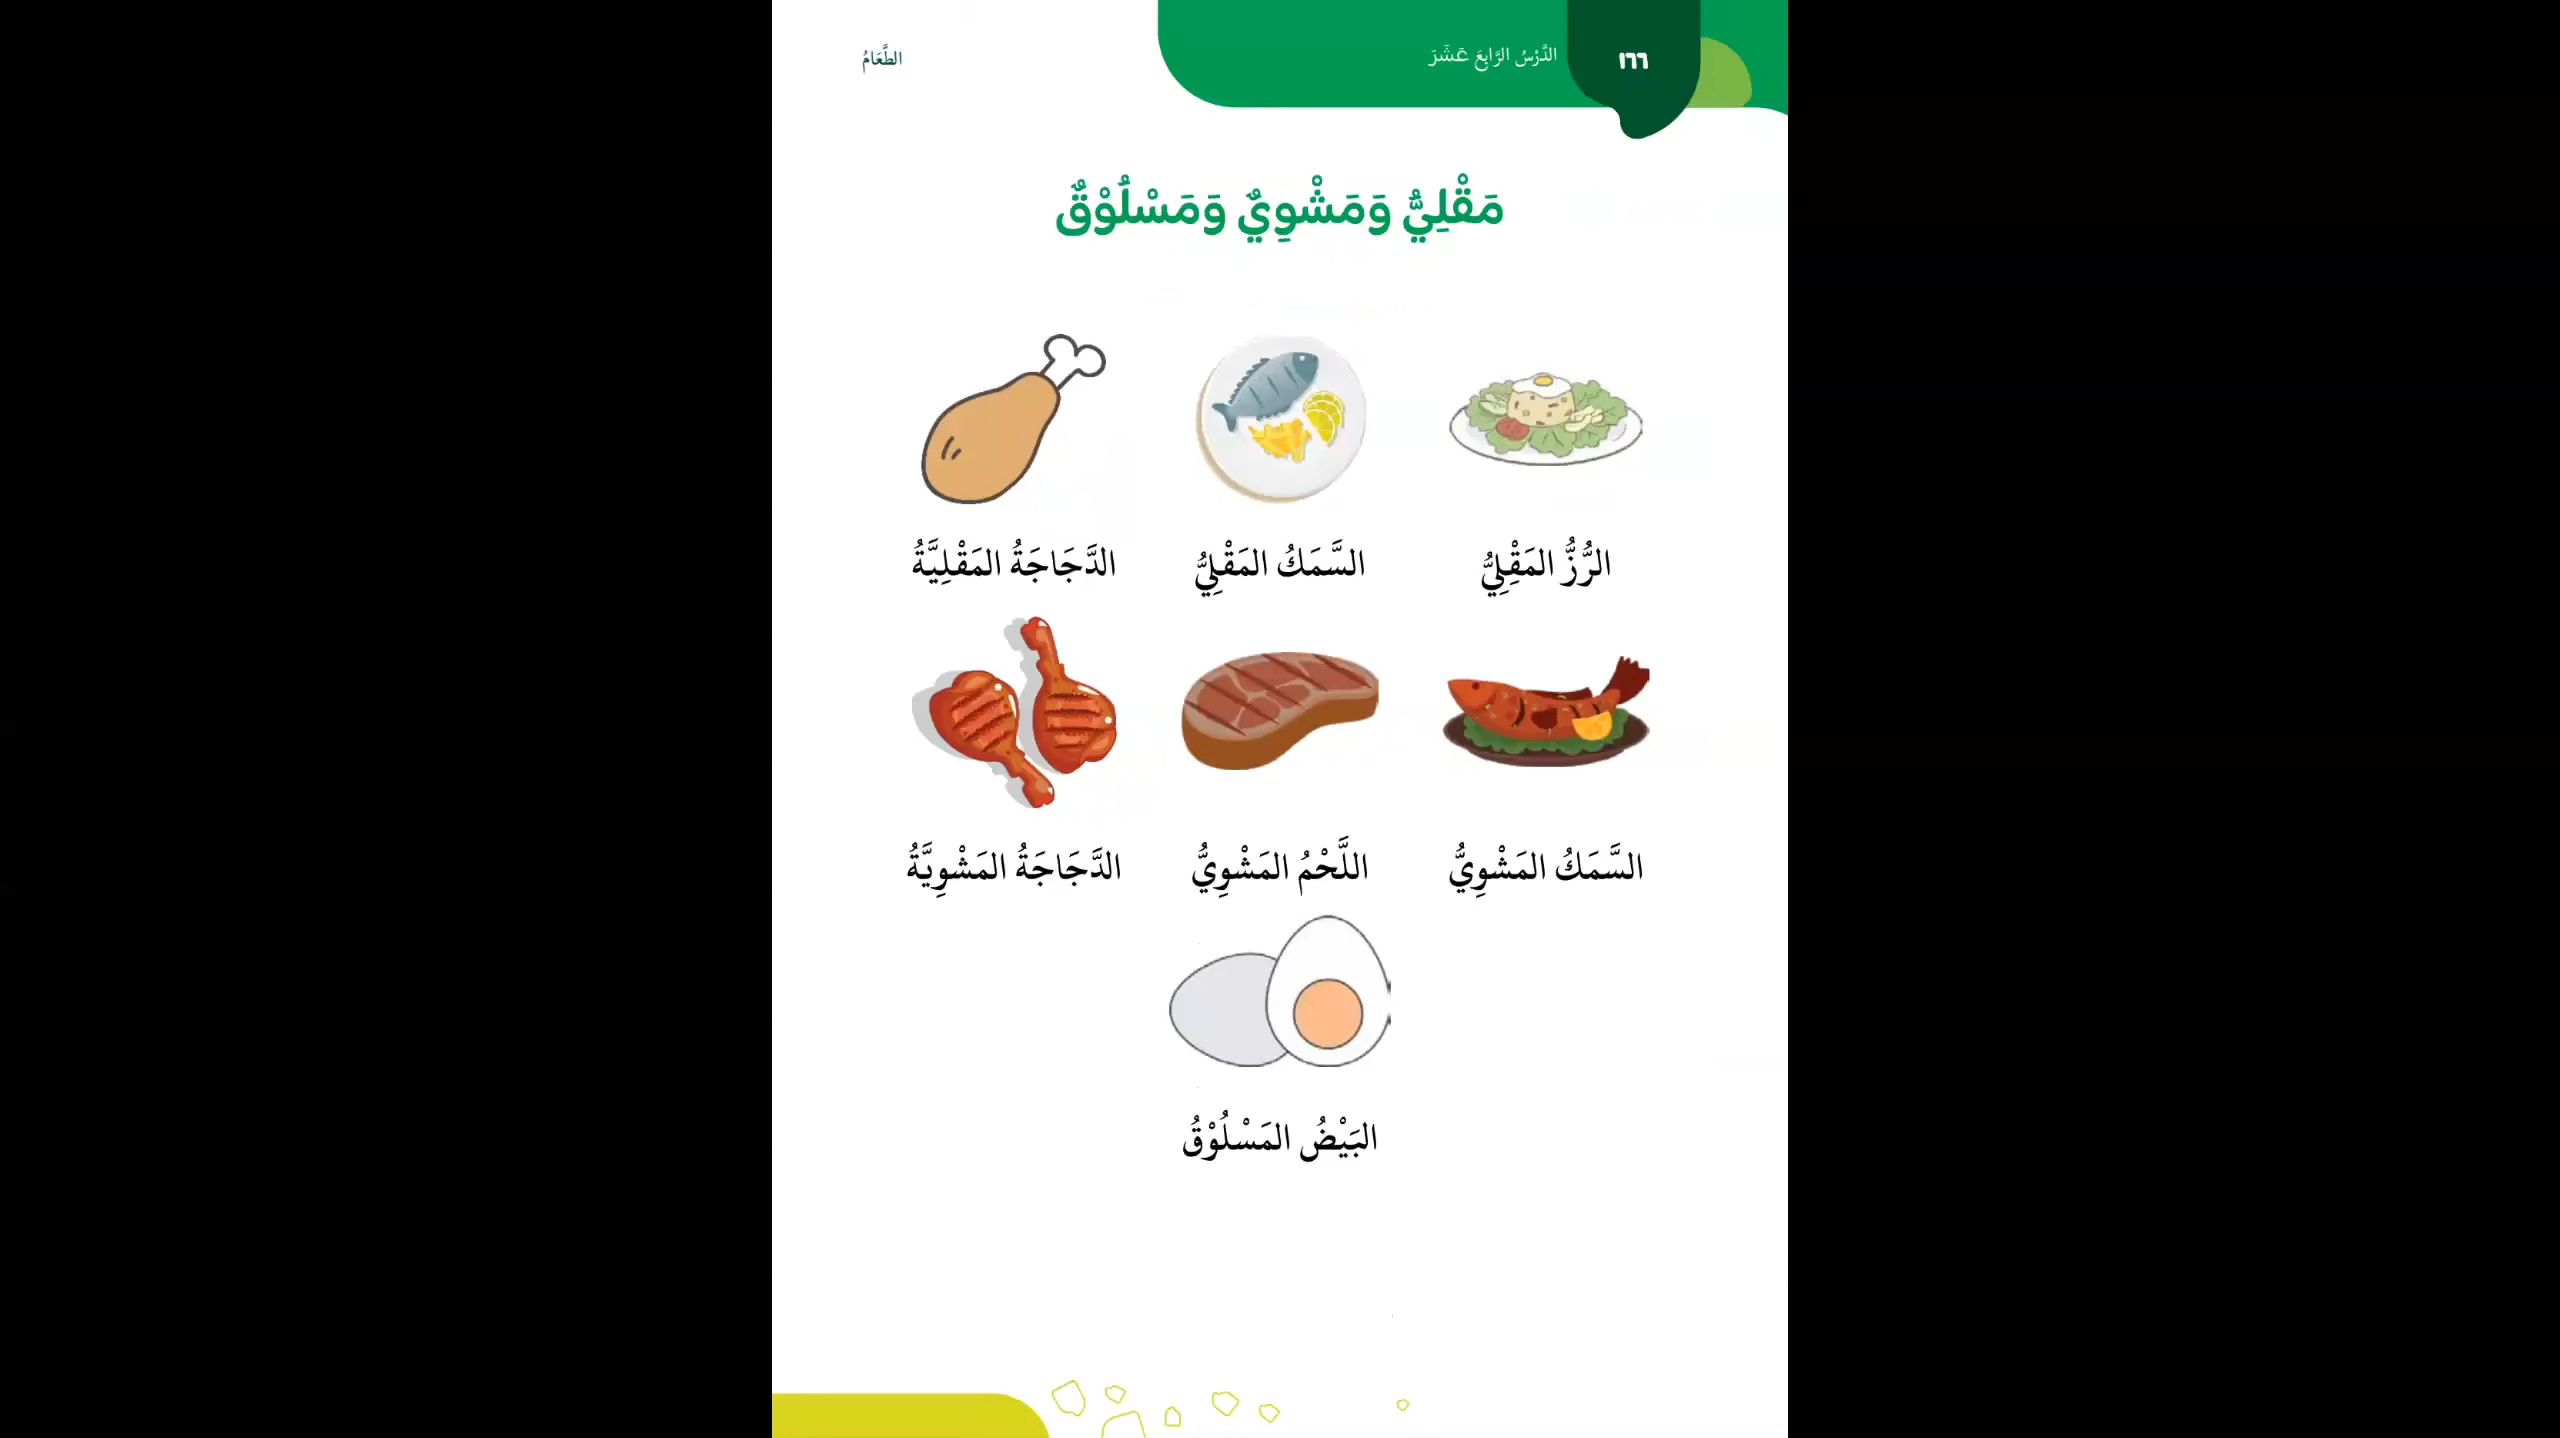 ١٦٦
الدَّرْسُ الرَّابِعَ عَشَرَ
الطَّعَامُ
مَقْلِيٌّ وَمَشْوِيٌ وَمَسْلُوْقٌ
الرُّزُّ المَقْلِيُّ
السَّمَكُ المَقْلِيُّ
الدَّجَاجَةُ المَقْلِيَّةُ
السَّمَكُ المَشْوِيُّ
اللَّحْمُ المَشْوِيُّ
الدَّجَاجَةُ المَشْوِيَّةُ
البَيْضُ المَسْلُوْقُ